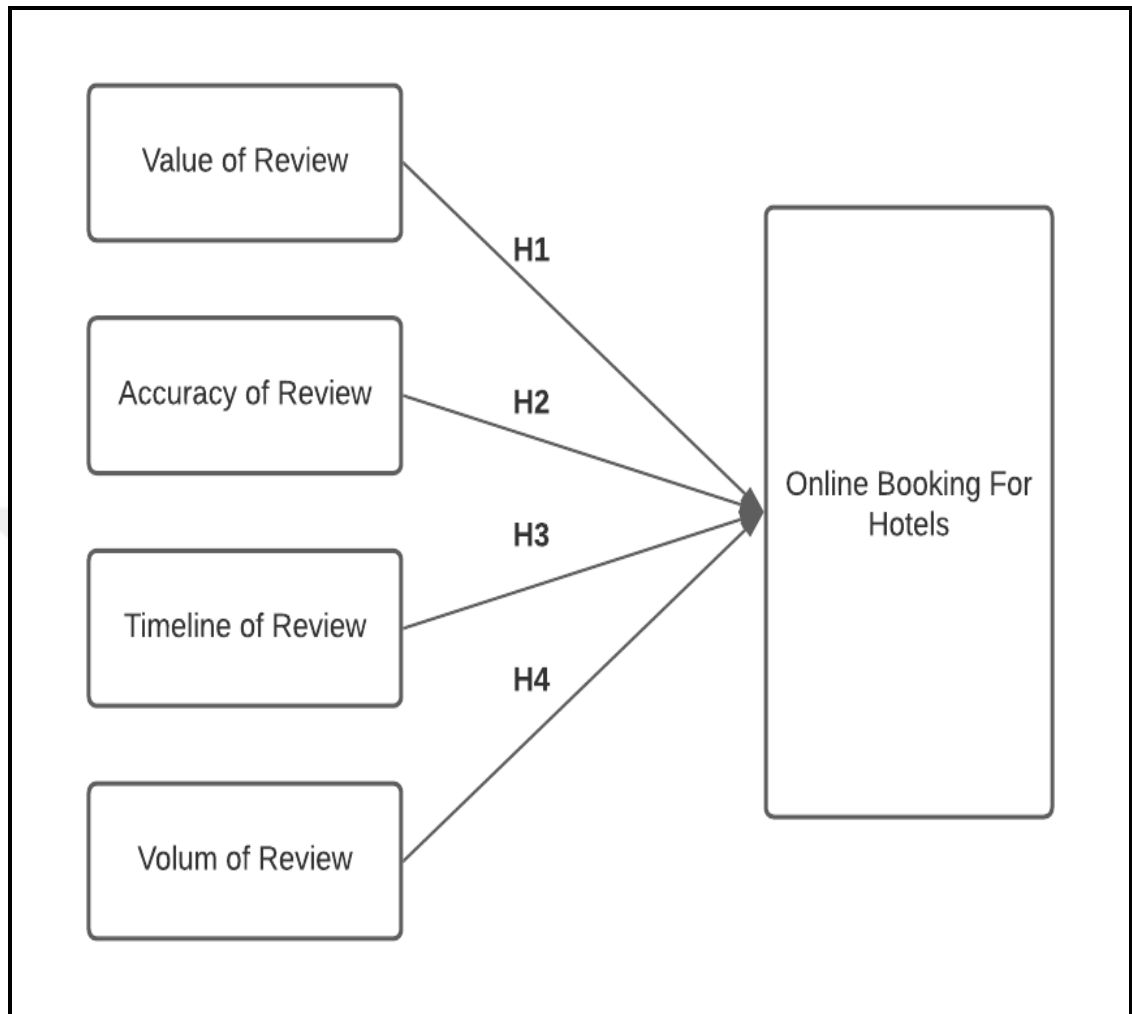 Value of Review
H1
Accuracy of Review
H2
Online Booking For
Hotels
H3
Timeline of Review
H4
Volum of Review